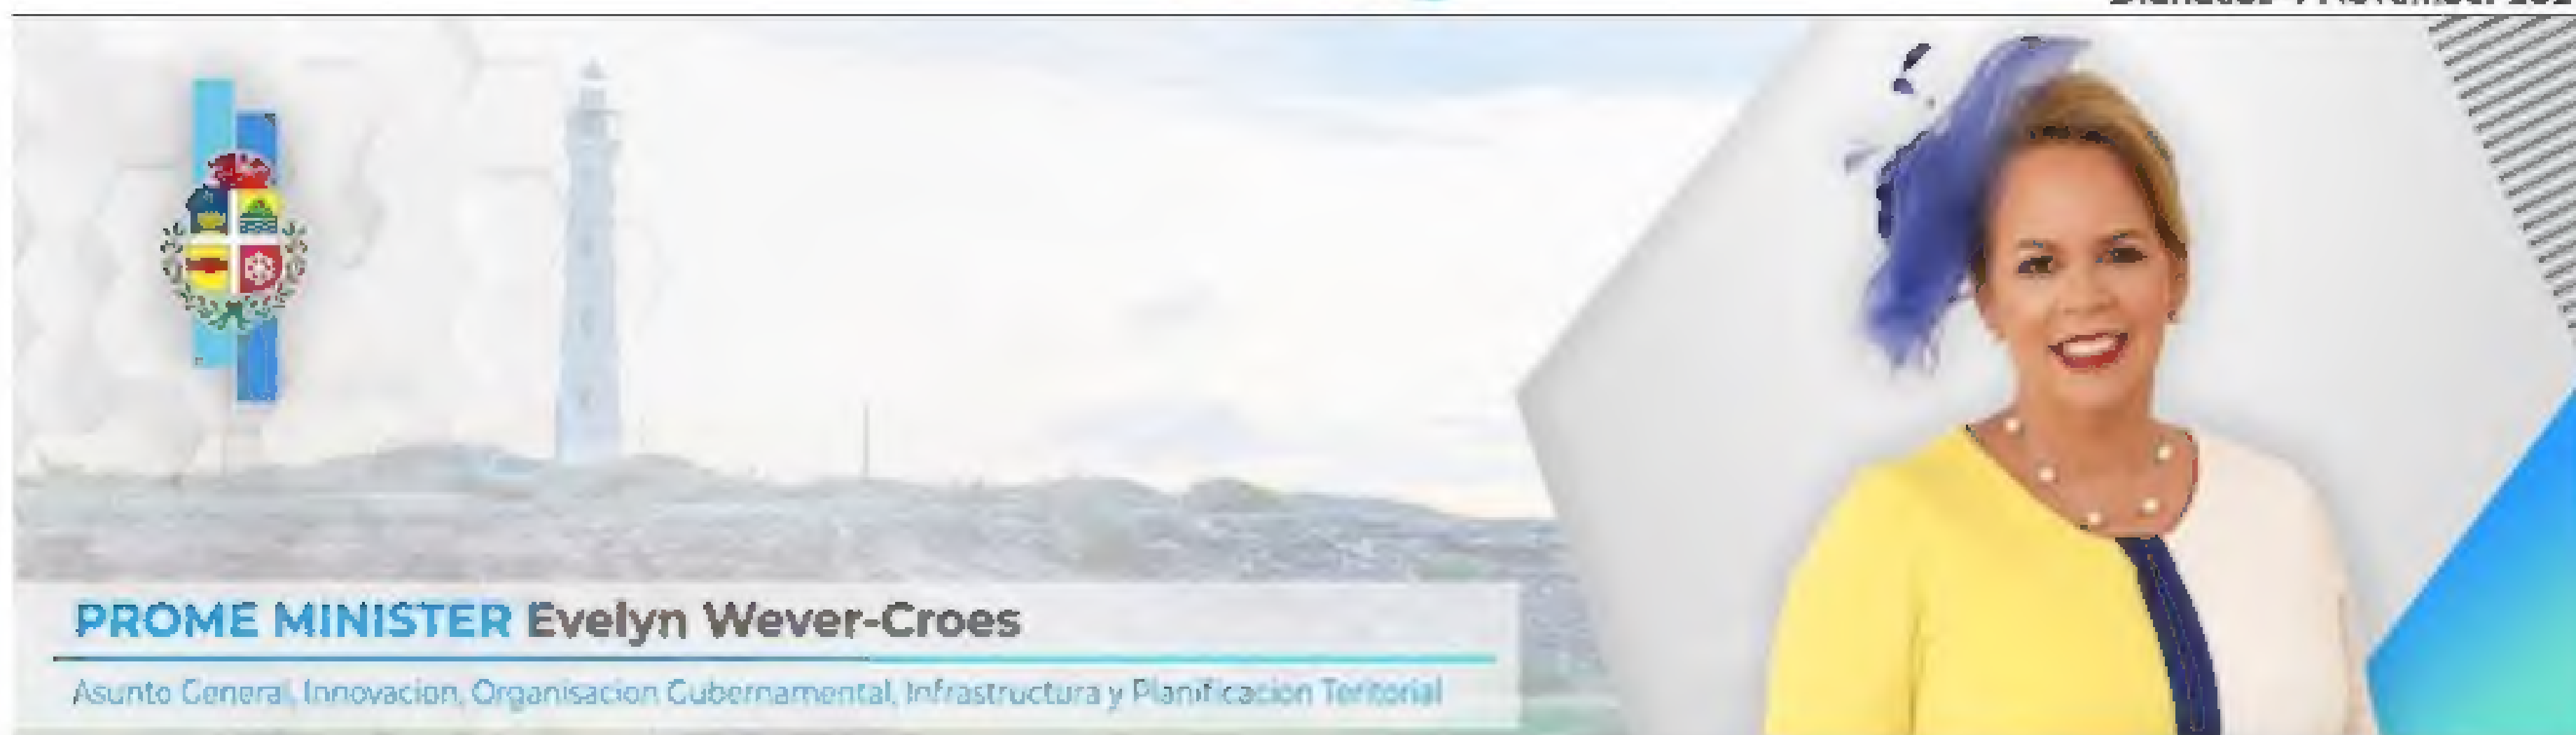 PROME MINISTER Evelyn Wever-Croes
Asunto General, Innovacion, Organisacion Gubernamental, Infrastructura y Planificacion Teritorial